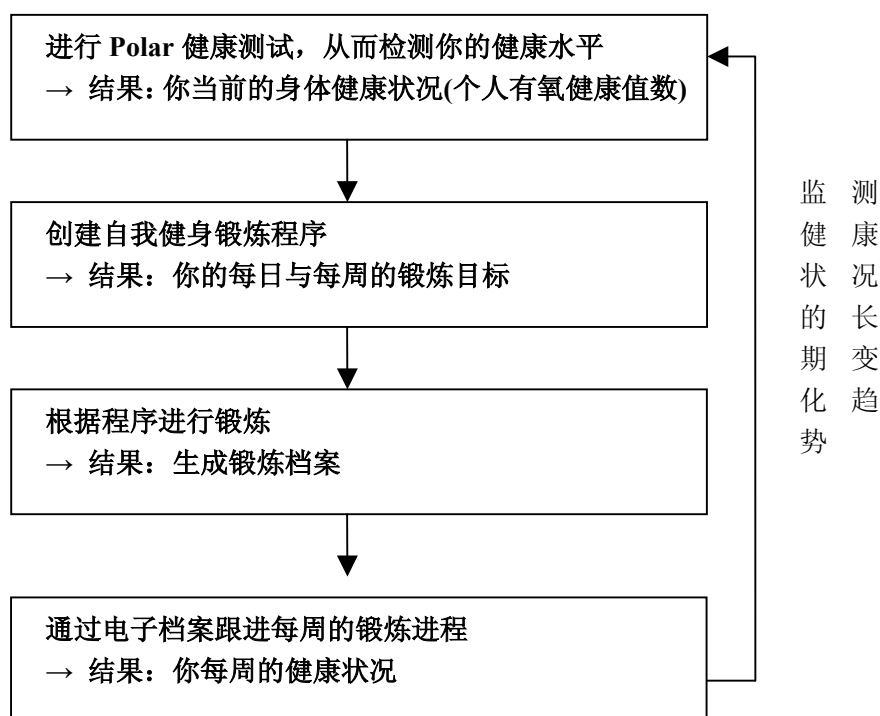 进行 Polar 健康测试，从而检测你的健康水平
→ 结果：你当前的身体健康状况(个人有氧健康值数)
创建自我健身锻炼程序
→ 结果：你的每日与每周的锻炼目标
根据程序进行锻炼
→ 结果：生成锻炼档案
通过电子档案跟进每周的锻炼进程
→ 结果：你每周的健康状况
监 测
健 康
状 况
的 长
期 变
化 趋
势